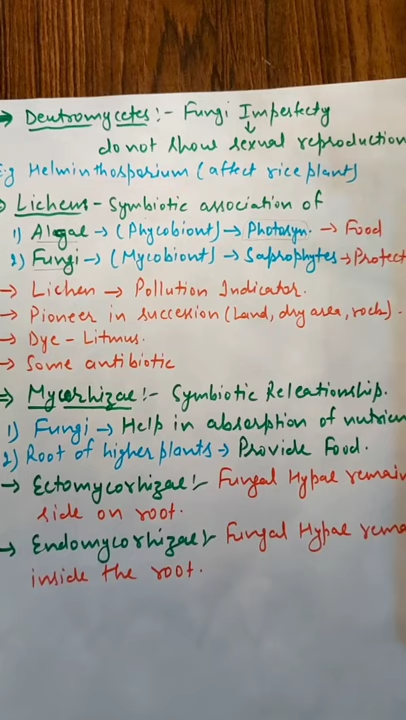 → Deutromycetes :- Fungi Imperfecty
do not show sexual reproduction
E.g Helminthosporium (affect rice plant)
Lichens - Symbiotic association of
1) Algae → (Phycobiont) → Photosyn. → Food
2) Fungi → (Mycobiont) → Saprophytes → Protect
→ Lichen → Pollution Indicator.
→ Pioneer in succession (Land, dry area, rock).
→ Dye - Litmus.
→ Some antibiotic
⇒ Mycorhizae :- Symbiotic Releationship.
1) Fungi → Help in absorption of nutrien
2) Root of higher plants → Provide Food.
→ Ectomycorhizae :- Fungal Hypae remain
side on root.
→ Endomycorhizae :- Fungal Hypae rema
inside the root.